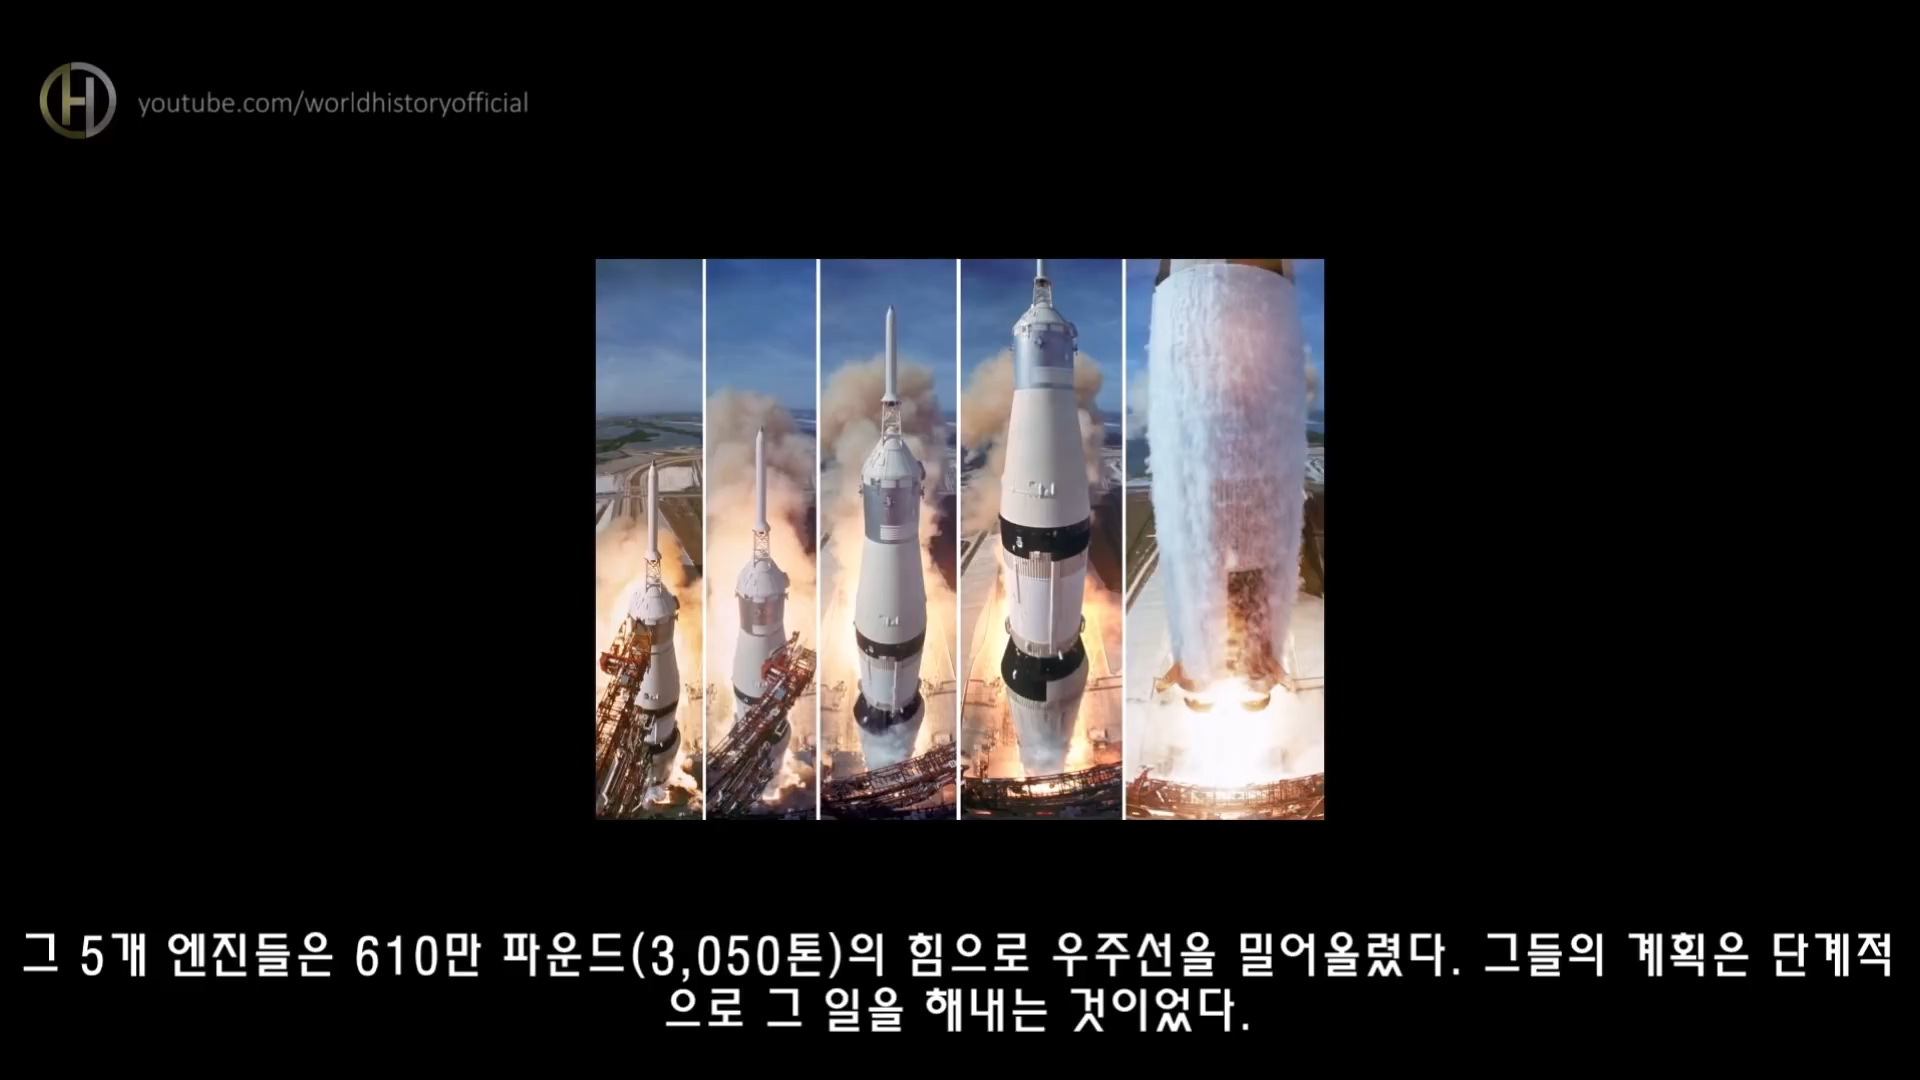 youtube.com/worldhistoryofficial
그 5개 엔진들은 610만 파운드(3,050톤)의 힘으로 우주선을 밀어올렸다. 그들의 계획은 단계적
으로 그 일을 해내는 것이었다.